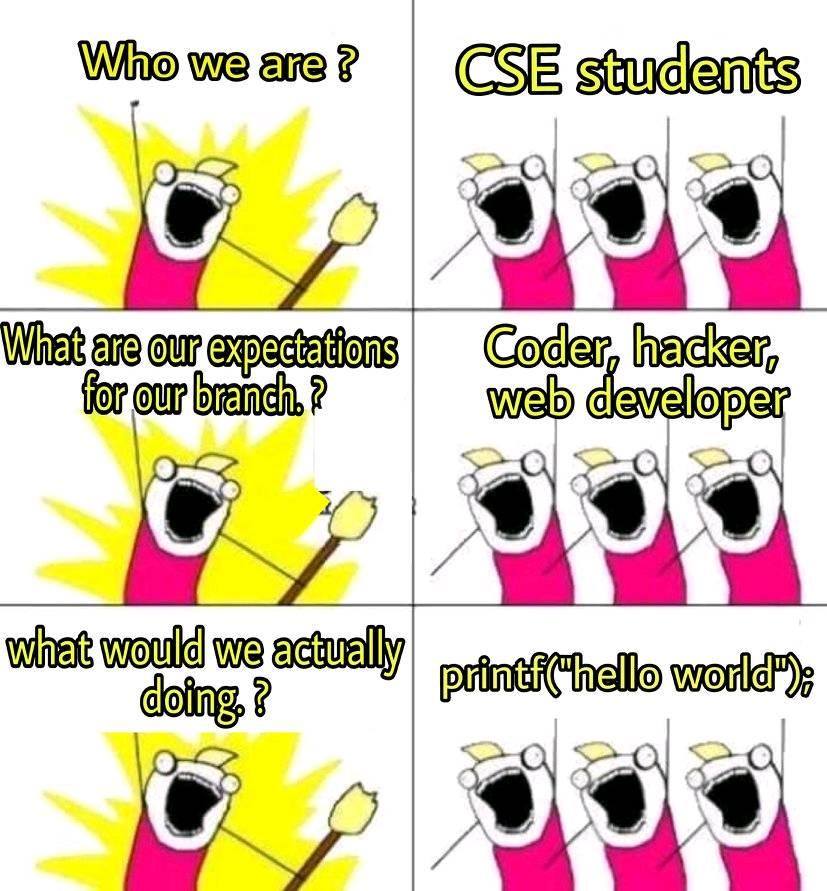 Who we are ?
CSE students
What are our expectations
for our branch. ?
Coder, hacker,
web developer
what would we actually
doing. ?
printf("hello world");